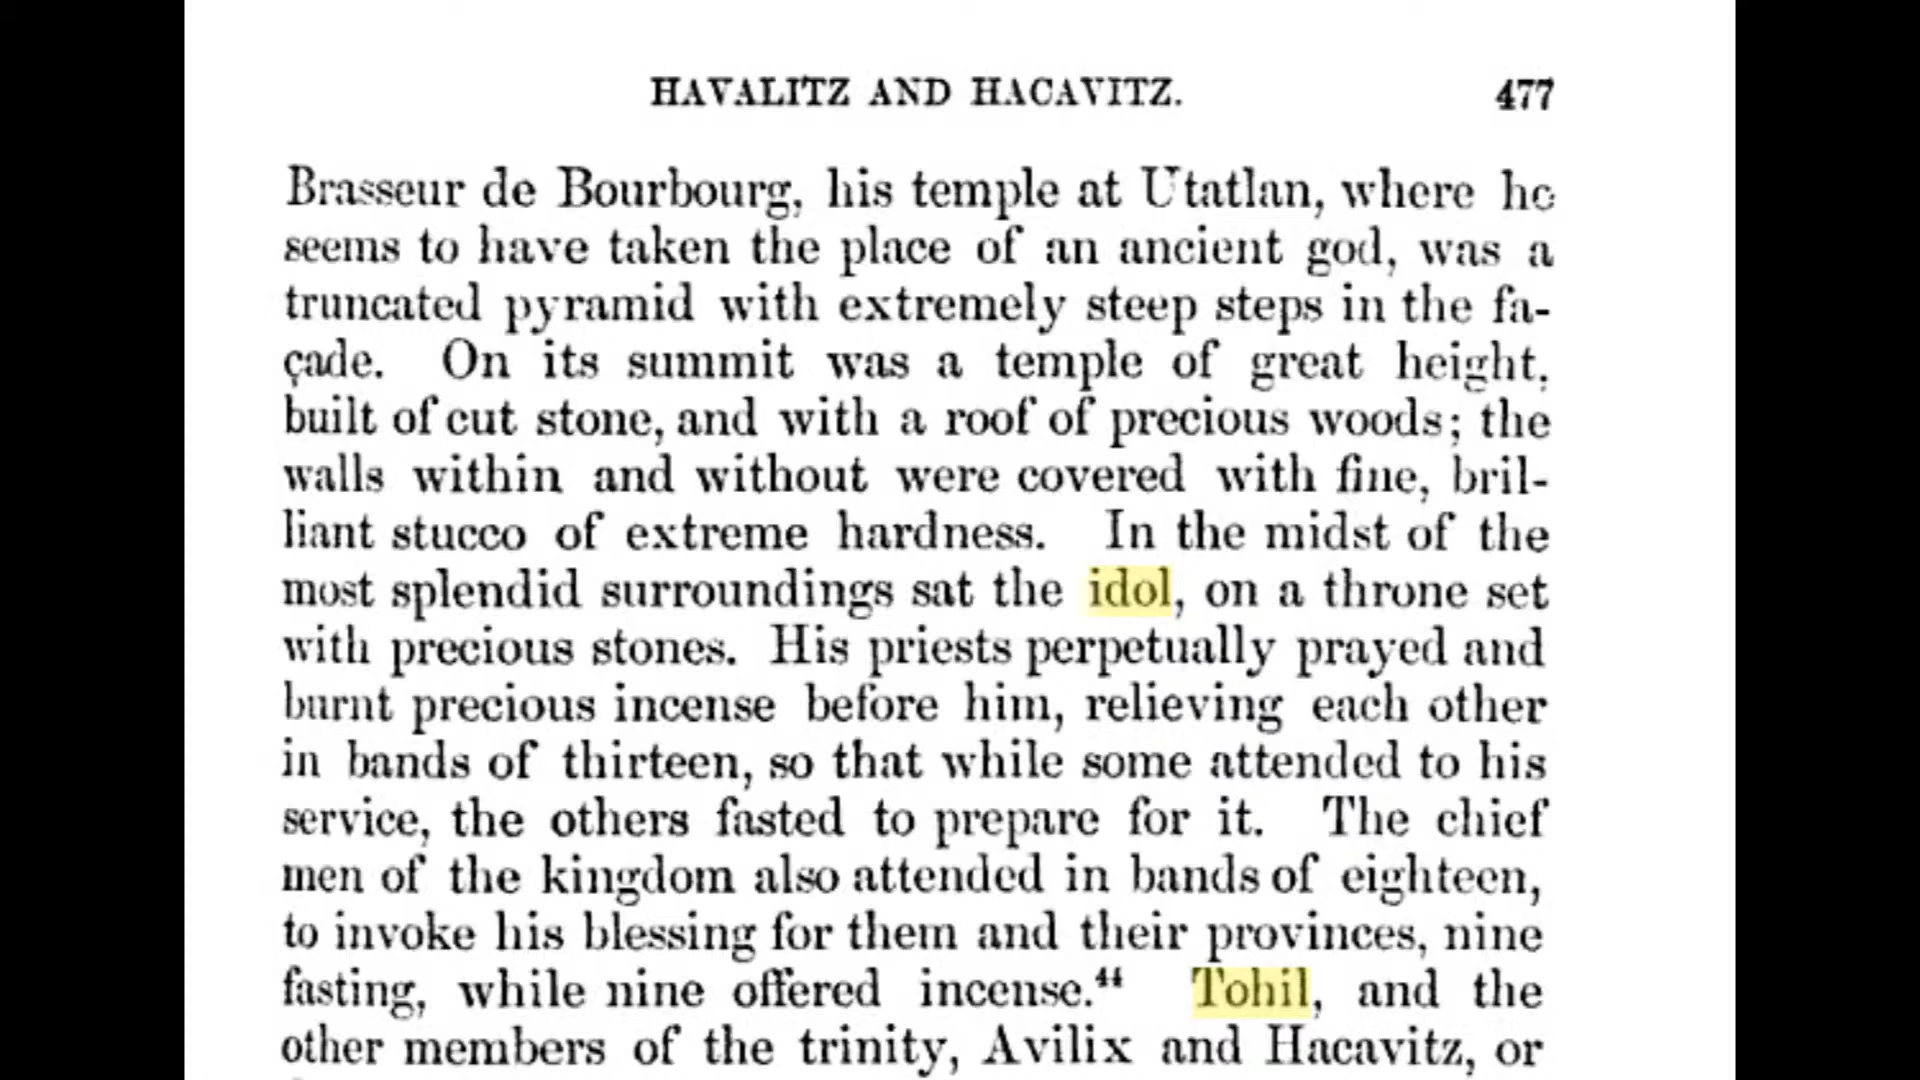 HAVALITZ AND HACAVITZ. 477
Brasseur de Bourbourg, his temple at Utatlan, where he
seems to have taken the place of an ancient god, was a
truncated pyramid with extremely steep steps in the fa-
çade. On its summit was a temple of great height,
built of cut stone, and with a roof of precious woods; the
walls within and without were covered with fine, bril-
liant stucco of extreme hardness. In the midst of the
most splendid surroundings sat the idol, on a throne set
with precious stones. His priests perpetually prayed and
burnt precious incense before him, relieving each other
in bands of thirteen, so that while some attended to his
service, the others fasted to prepare for it. The chief
men of the kingdom also attended in bands of eighteen,
to invoke his blessing for them and their provinces, nine
fasting, while nine offered incense.⁴⁴ Tohil, and the
other members of the trinity, Avilix and Hacavitz, or